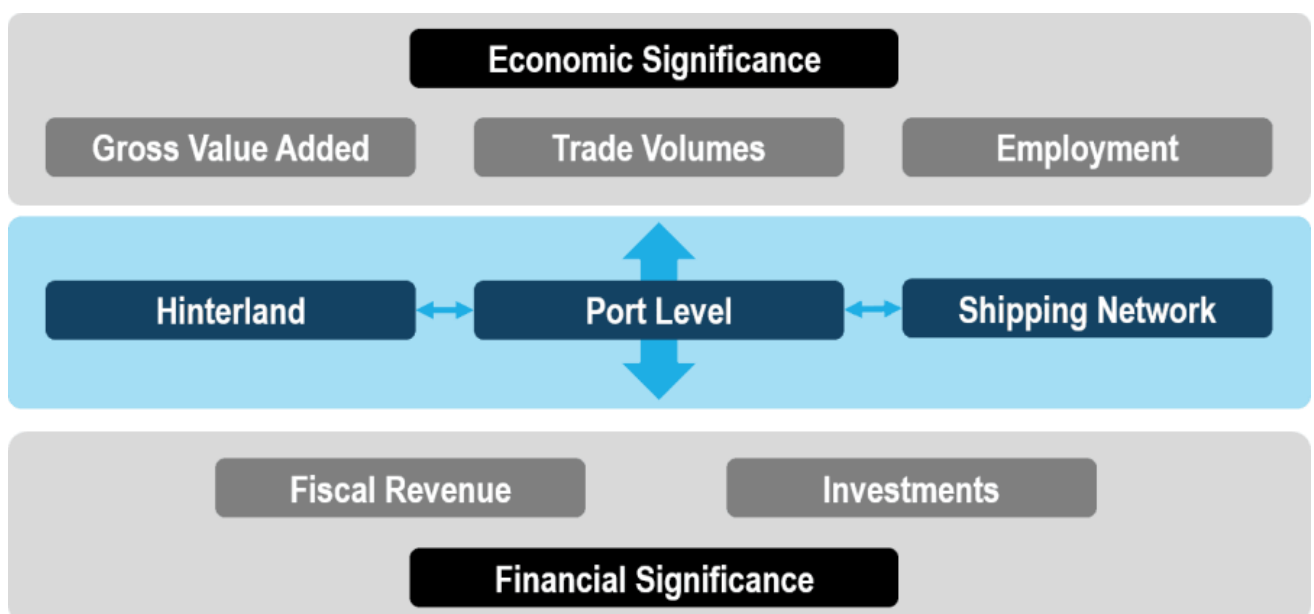 Economic Significance
Gross Value Added
Trade Volumes
Employment
Hinterland
Port Level
Shipping Network
Fiscal Revenue
Investments
Financial Significance